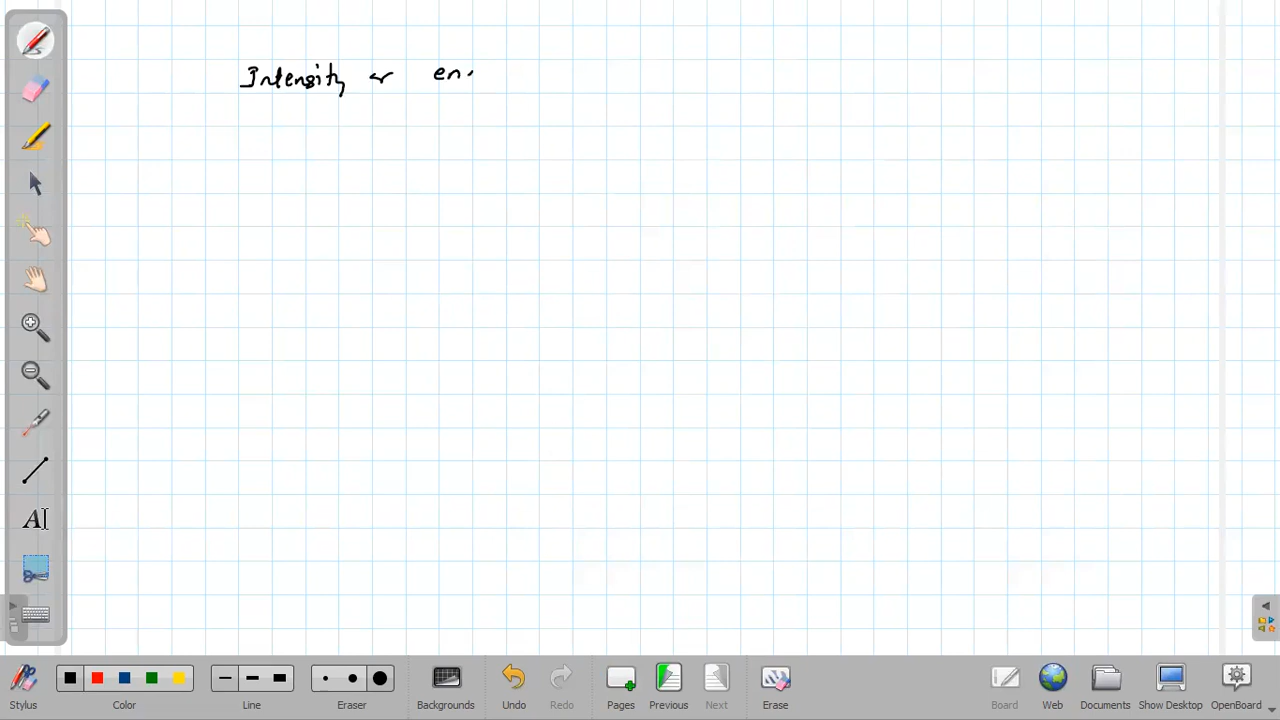 Intensity or en
Stylus
Color
Line
Eraser
Backgrounds
Undo
Redo
Pages
Previous
Next
Erase
Board
Web
Documents
Show Desktop
OpenBoard